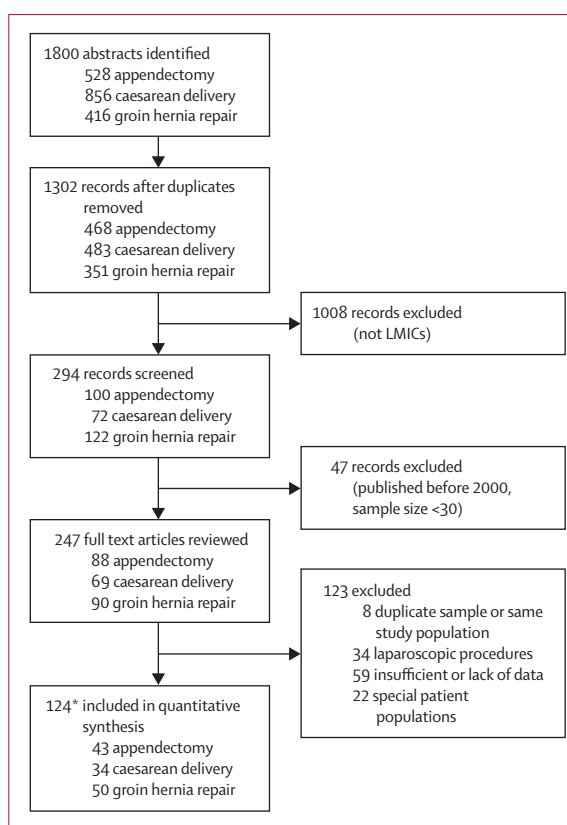 1800 abstracts identified
528 appendectomy
856 caesarean delivery
416 groin hernia repair
1302 records after duplicates
removed
468 appendectomy
483 caesarean delivery
351 groin hernia repair
1008 records excluded
(not LMICs)
294 records screened
100 appendectomy
72 caesarean delivery
122 groin hernia repair
47 records excluded
(published before 2000,
sample size <30)
247 full text articles reviewed
88 appendectomy
69 caesarean delivery
90 groin hernia repair
123 excluded
8 duplicate sample or same
study population
34 laparoscopic procedures
59 insufficient or lack of data
22 special patient
populations
124* included in quantitative
synthesis
43 appendectomy
34 caesarean delivery
50 groin hernia repair